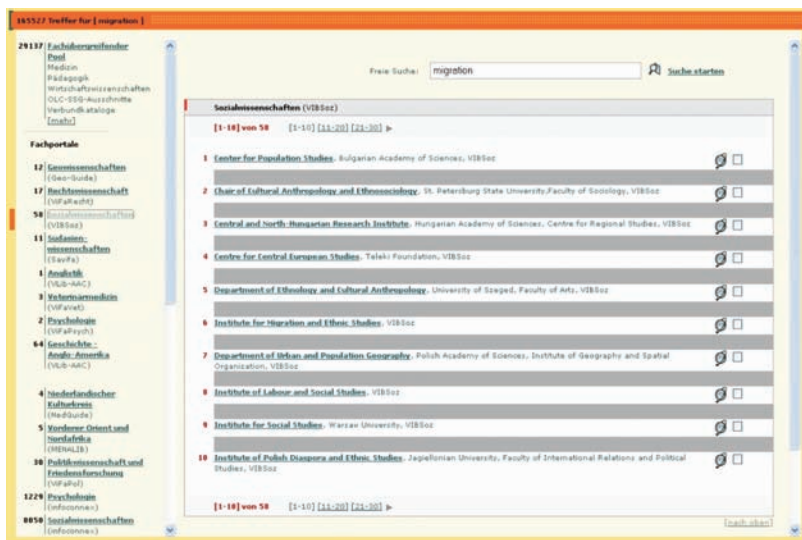 165527 Treffer für [ migration ]
29137 Fachübergreifender
Pool
Medizin
Pädagogik
Wirtschaftswissenschaften
OLC-SSG-Ausschnitte
Verbundkataloge
[mehr]
Fachportale
12 Geowissenschaften
(Geo-Guide)
17 Rechtswissenschaft
(ViFaRecht)
58 Sozialwissenschaften
(VIBSoz)
11 Südasien-
wissenschaften
(Savifa)
1 Anglistik
(VLib-AAC)
3 Veterinärmedizin
(ViFaVet)
2 Psychologie
(ViFaPsych)
64 Geschichte -
Anglo-Amerika
(VLib-AAC)
4 Niederländischer
Kulturkreis
(NedGuide)
5 Vorderer Orient und
Nordafrika
(MENALIB)
30 Politikwissenschaft und
Friedensforschung
(ViFaPol)
1229 Psychologie
(infoconnex)
8050 Sozialwissenschaften
(infoconnex)
Freie Suche: migration Suche starten
Sozialwissenschaften (VIBSoz)
[1-10] von 58 [1-10] [11-20] [21-30]
1 Center for Population Studies, Bulgarian Academy of Sciences, VIBSoz
2 Chair of Cultural Anthropology and Ethnosociology, St. Petersburg State University,Faculty of Sociology, VIBSoz
3 Central and North-Hungarian Research Institute, Hungarian Academy of Sciences, Centre for Regional Studies, VIBSoz
4 Centre for Central European Studies, Teleki Foundation, VIBSoz
5 Department of Ethnology and Cultural Anthropology, University of Szeged, Faculty of Arts, VIBSoz
6 Institute for Migration and Ethnic Studies, VIBSoz
7 Department of Urban and Population Geography, Polish Academy of Sciences, Institute of Geography and Spatial
Organization, VIBSoz
8 Institute of Labour and Social Studies, VIBSoz
9 Institute for Social Studies, Warsaw University, VIBSoz
10 Institute of Polish Diaspora and Ethnic Studies, Jagiellonian University, Faculty of International Relations and Political
Studies, VIBSoz
[1-10] von 58 [1-10] [11-20] [21-30]
[nach oben]